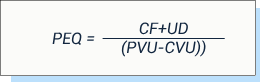 PEQ = CF+UD
(PVU-CVU))